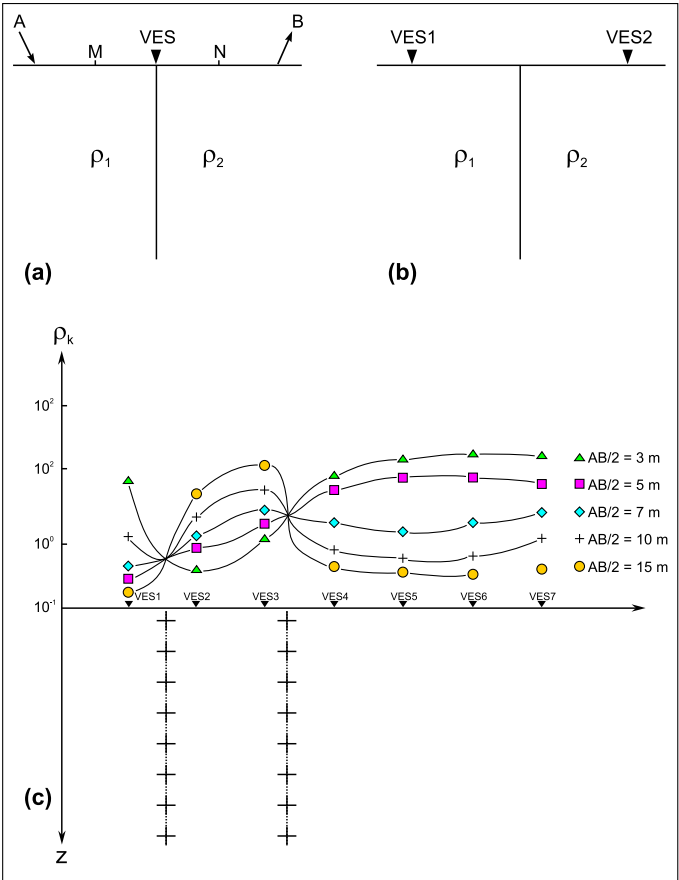 A B
VES
M N
ρ1 ρ2
(a)
VES1 VES2
ρ1 ρ2
(b)
ρk
10²
10²
10⁰
10⁻¹
AB/2 = 3 m
AB/2 = 5 m
AB/2 = 7 m
AB/2 = 10 m
AB/2 = 15 m
VES1 VES2 VES3 VES4 VES5 VES6 VES7
(c)
z